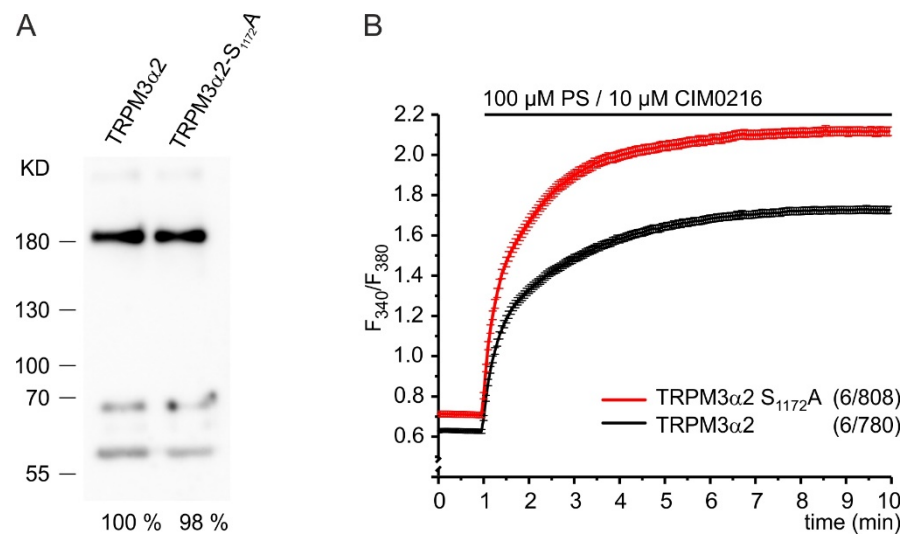 A
TRPM3α2
TRPM3α2-S₁₁₇₂A
KD
180
130
100
70
55
100 %
98 %
B
100 µM PS / 10 µM CIM0216
2.2
2.0
1.8
1.6
1.4
1.2
1.0
0.8
0.6
F₃₄₀/F₃₈₀
TRPM3α2 S₁₁₇₂A (6/808)
TRPM3α2 (6/780)
0 1 2 3 4 5 6 7 8 9 10
time (min)